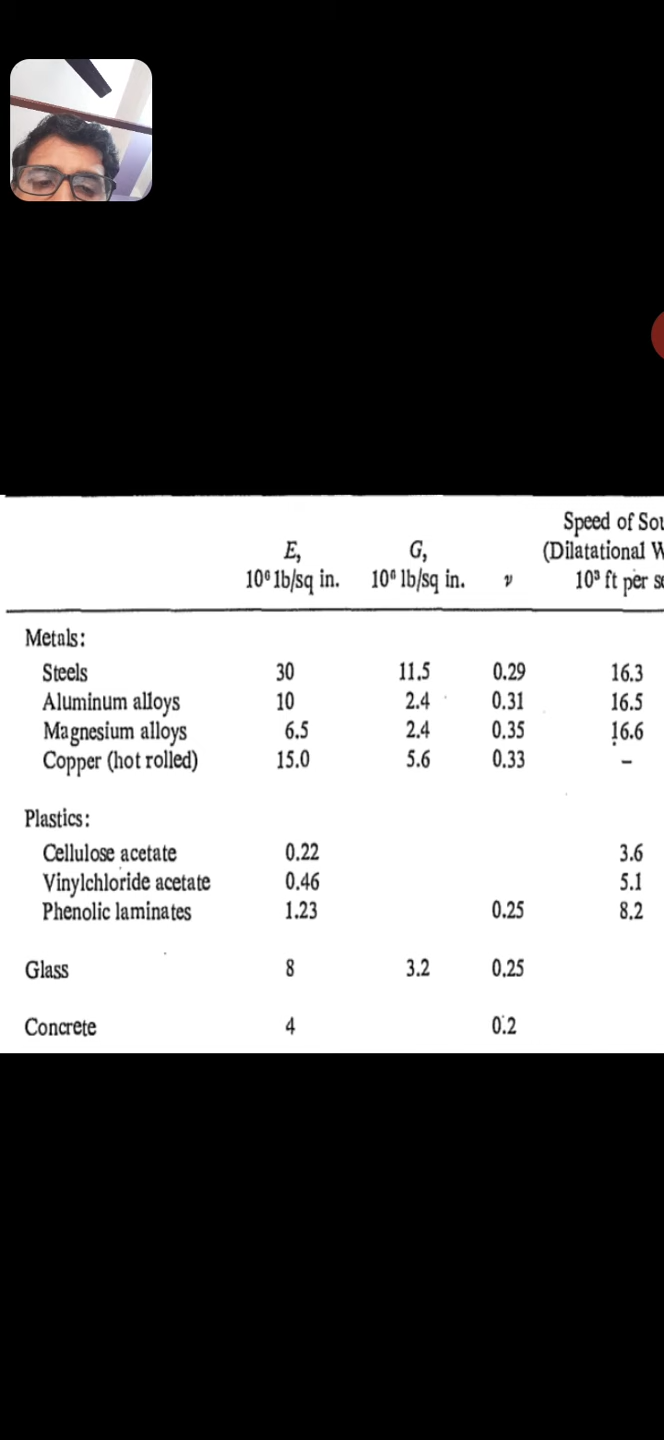 Speed of Sou
E, G, (Dilatational W
10⁶ lb/sq in. 10⁶ lb/sq in. ν 10³ ft per se
Metals:
Steels 30 11.5 0.29 16.3
Aluminum alloys 10 2.4 0.31 16.5
Magnesium alloys 6.5 2.4 0.35 16.6
Copper (hot rolled) 15.0 5.6 0.33 –
Plastics:
Cellulose acetate 0.22 3.6
Vinylchloride acetate 0.46 5.1
Phenolic laminates 1.23 0.25 8.2
Glass 8 3.2 0.25
Concrete 4 0.2